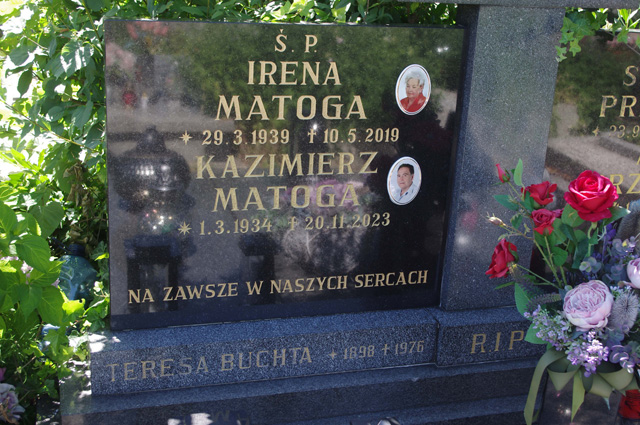 Ś. P.
IRENA
MATOGA
* 29.3.1939 † 10.5.2019
KAZIMIERZ
MATOGA
* 1.3.1934 † 20.11.2023
NA ZAWSZE W NASZYCH SERCACH
TERESA BUCHTA * 1898 † 1976
R.I.P